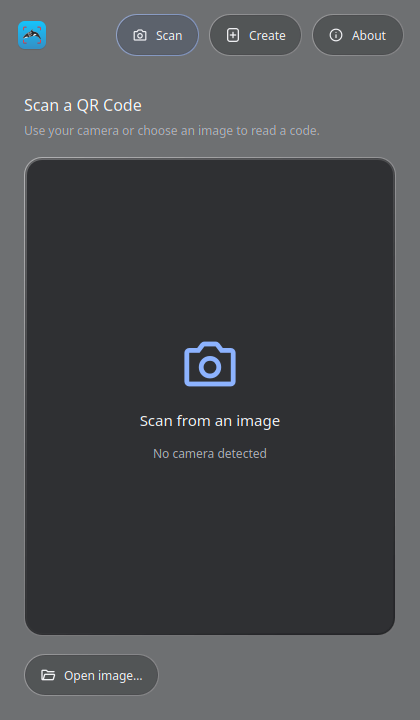 Scan
Create
About
Scan a QR Code
Use your camera or choose an image to read a code.
Scan from an image
No camera detected
Open image...